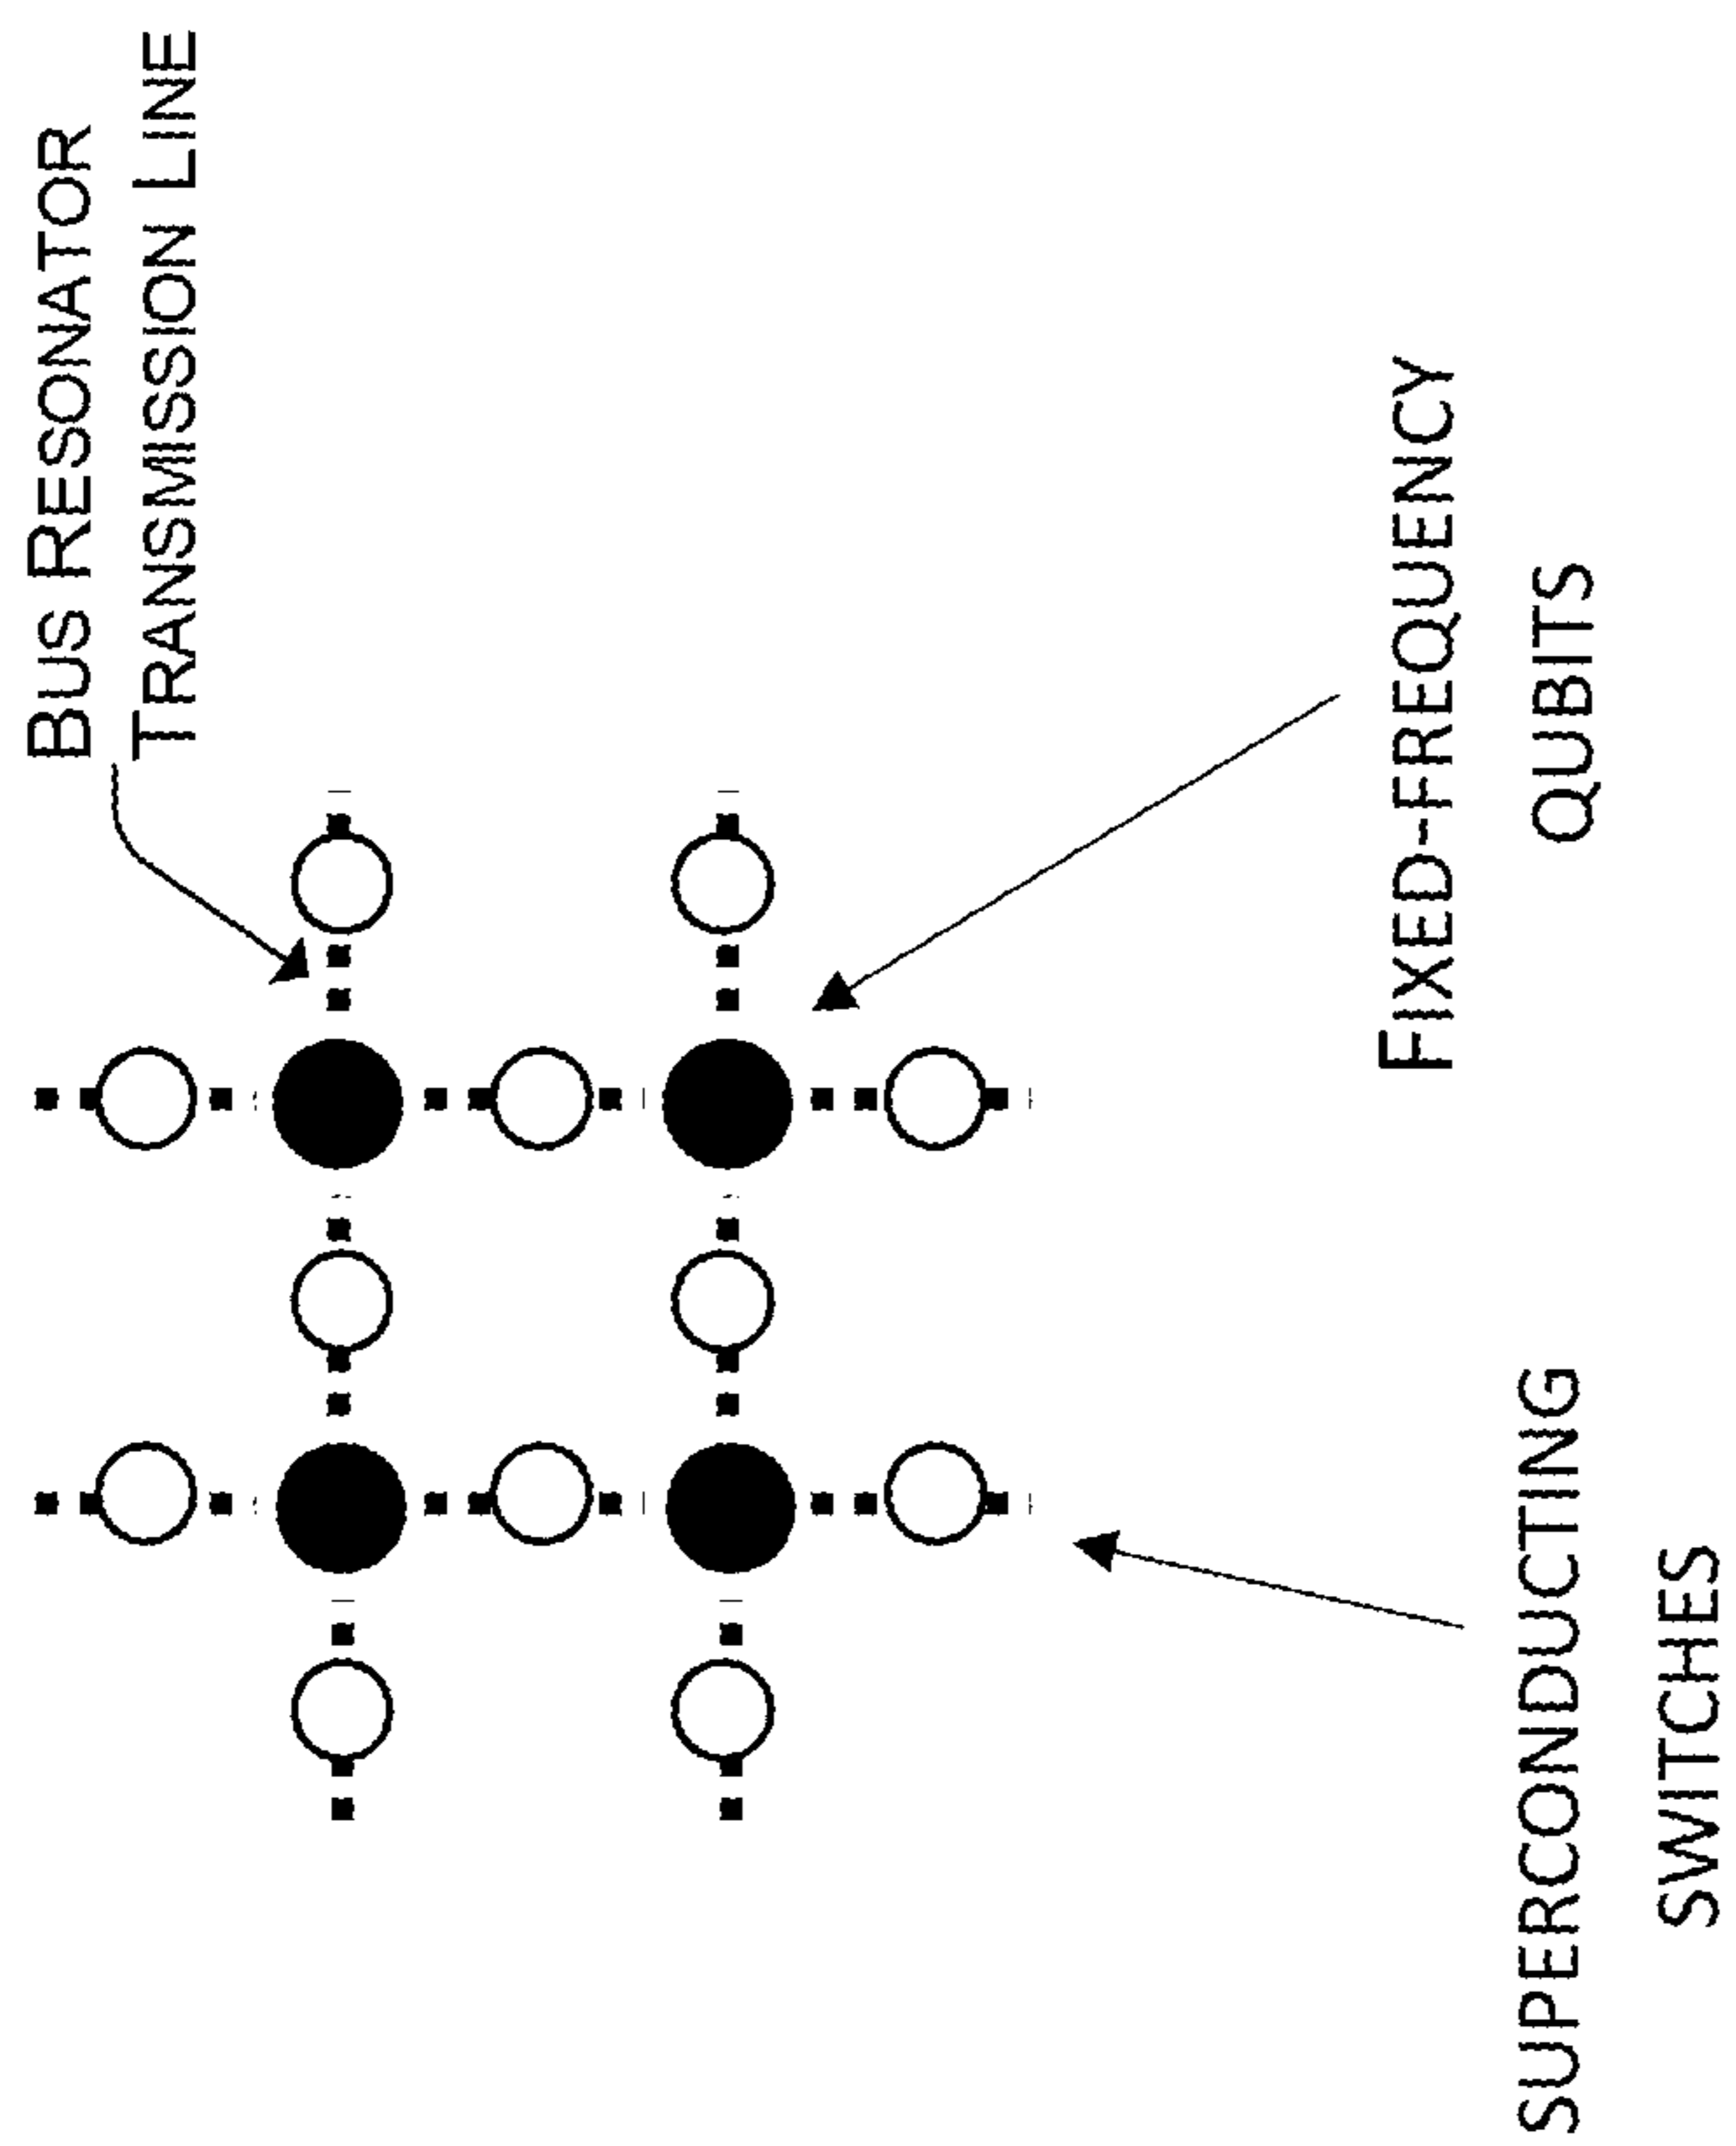 BUS RESONATOR
TRANSMISSION LINE
FIXED-FREQUENCY
QUBITS
SUPERCONDUCTING
SWITCHES